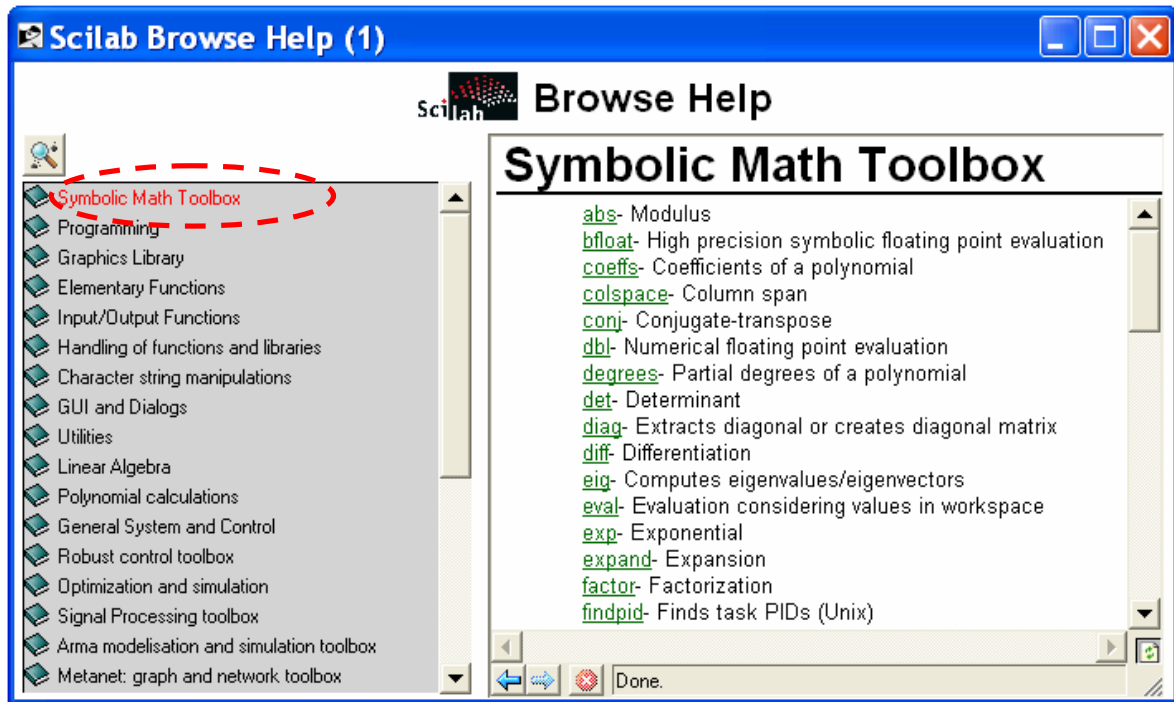 Scilab Browse Help (1)
Scilab Browse Help
Symbolic Math Toolbox
Programming
Graphics Library
Elementary Functions
Input/Output Functions
Handling of functions and libraries
Character string manipulations
GUI and Dialogs
Utilities
Linear Algebra
Polynomial calculations
General System and Control
Robust control toolbox
Optimization and simulation
Signal Processing toolbox
Arma modelisation and simulation toolbox
Metanet: graph and network toolbox
Symbolic Math Toolbox
abs- Modulus
bfloat- High precision symbolic floating point evaluation
coeffs- Coefficients of a polynomial
colspace- Column span
conj- Conjugate-transpose
dbl- Numerical floating point evaluation
degrees- Partial degrees of a polynomial
det- Determinant
diag- Extracts diagonal or creates diagonal matrix
diff- Differentiation
eig- Computes eigenvalues/eigenvectors
eval- Evaluation considering values in workspace
exp- Exponential
expand- Expansion
factor- Factorization
findpid- Finds task PIDs (Unix)
Done.